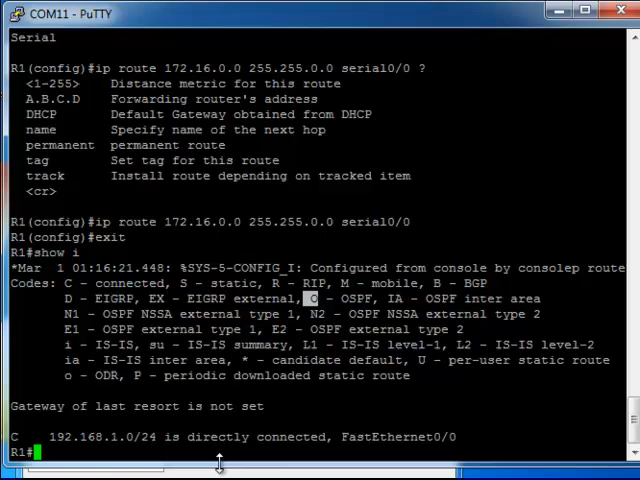 COM11 - PuTTY
Serial
R1(config)#ip route 172.16.0.0 255.255.0.0 serial0/0 ?
<1-255> Distance metric for this route
A.B.C.D Forwarding router's address
DHCP Default Gateway obtained from DHCP
name Specify name of the next hop
permanent permanent route
tag Set tag for this route
track Install route depending on tracked item
<cr>
R1(config)#ip route 172.16.0.0 255.255.0.0 serial0/0
R1(config)#exit
R1#show i
*Mar 1 01:16:21.448: %SYS-5-CONFIG_I: Configured from console by consolep route
Codes: C - connected, S - static, R - RIP, M - mobile, B - BGP
D - EIGRP, EX - EIGRP external, O - OSPF, IA - OSPF inter area
N1 - OSPF NSSA external type 1, N2 - OSPF NSSA external type 2
E1 - OSPF external type 1, E2 - OSPF external type 2
i - IS-IS, su - IS-IS summary, L1 - IS-IS level-1, L2 - IS-IS level-2
ia - IS-IS inter area, * - candidate default, U - per-user static route
o - ODR, P - periodic downloaded static route
Gateway of last resort is not set
C 192.168.1.0/24 is directly connected, FastEthernet0/0
R1#